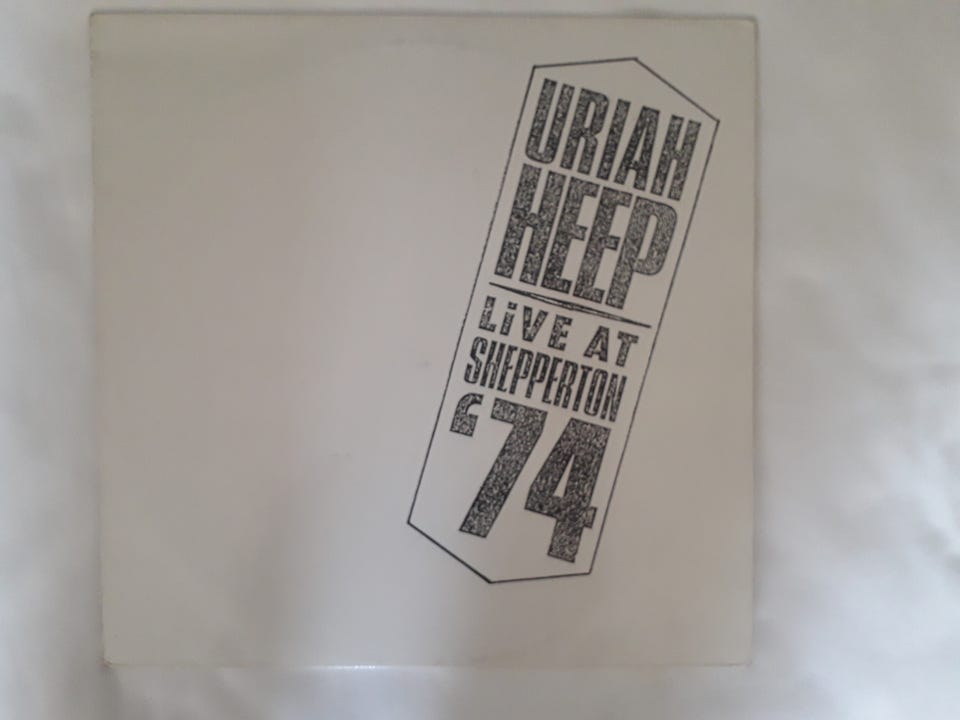 URIAH
HEEP
LiVE AT
SHEPPERTON
‘74